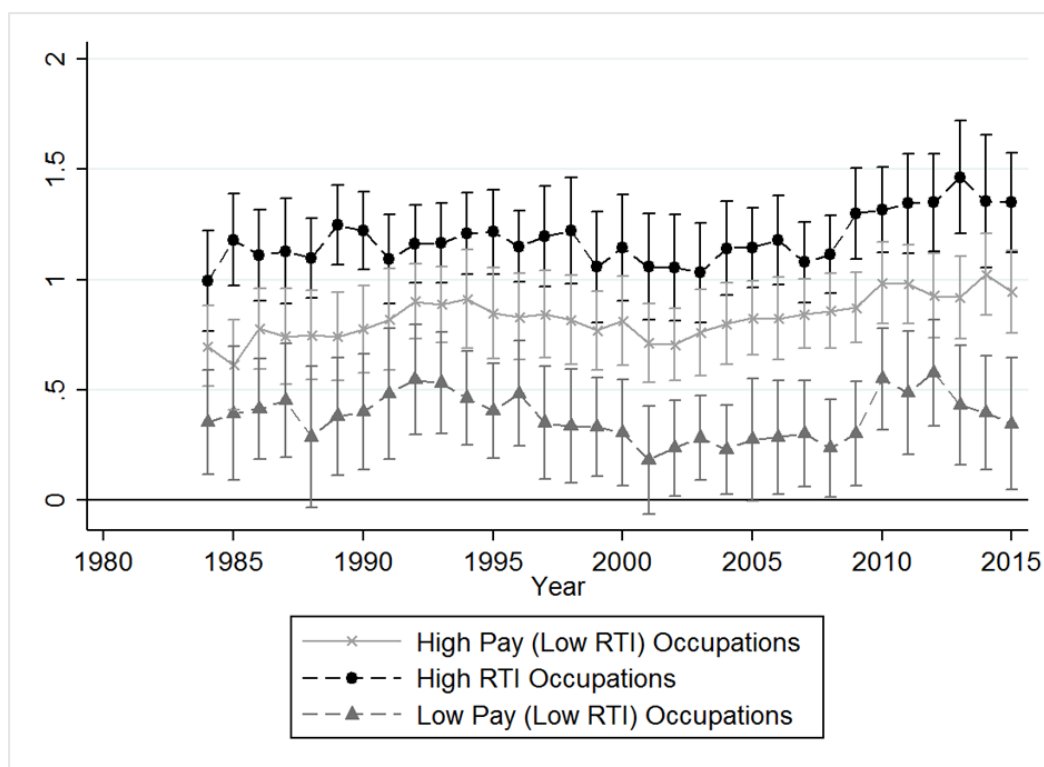 2
1.5
1
.5
0
1980 1985 1990 1995 2000 2005 2010 2015
Year
High Pay (Low RTI) Occupations
High RTI Occupations
Low Pay (Low RTI) Occupations